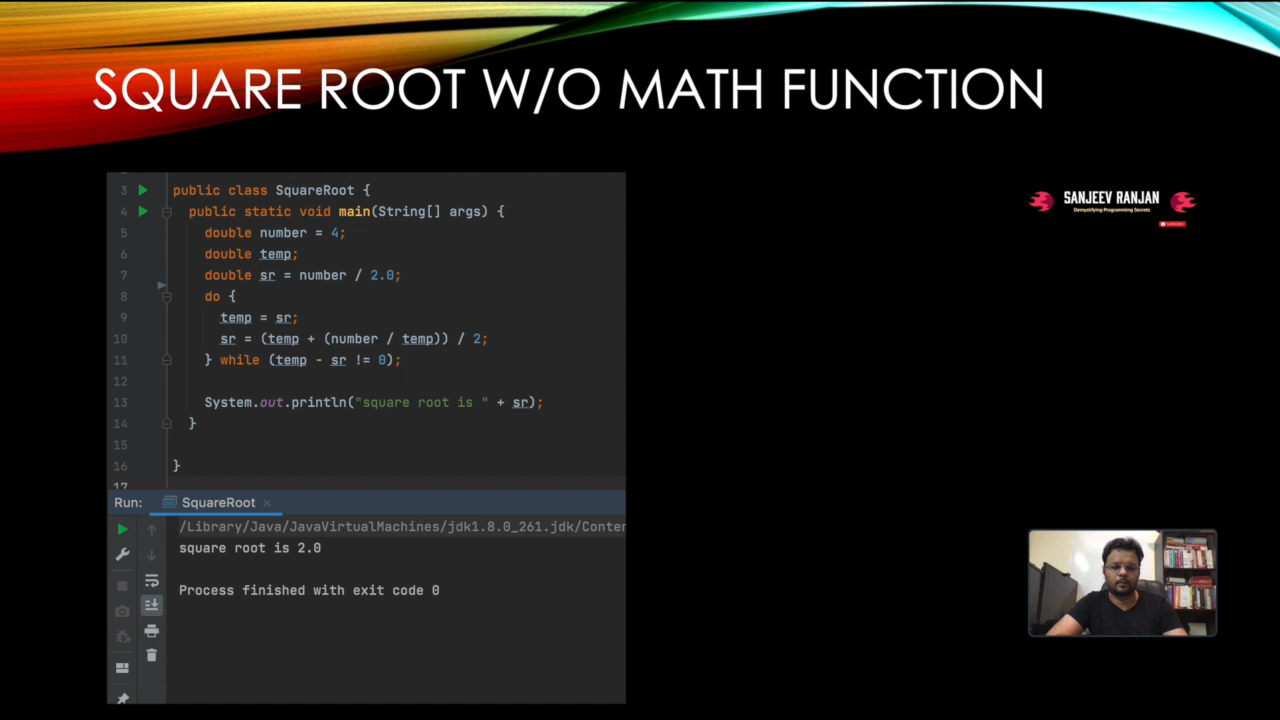 SQUARE ROOT W/O MATH FUNCTION
3 public class SquareRoot {
4 public static void main(String[] args) {
5 double number = 4;
6 double temp;
7 double sr = number / 2.0;
8 do {
9 temp = sr;
10 sr = (temp + (number / temp)) / 2;
11 } while (temp - sr != 0);
12
13 System.out.println("square root is " + sr);
14 }
15
16 }
17
Run: SquareRoot ×
/Library/Java/JavaVirtualMachines/jdk1.8.0_261.jdk/Conten
square root is 2.0
Process finished with exit code 0
SANJEEV RANJAN
Demystifying Programming Secrets